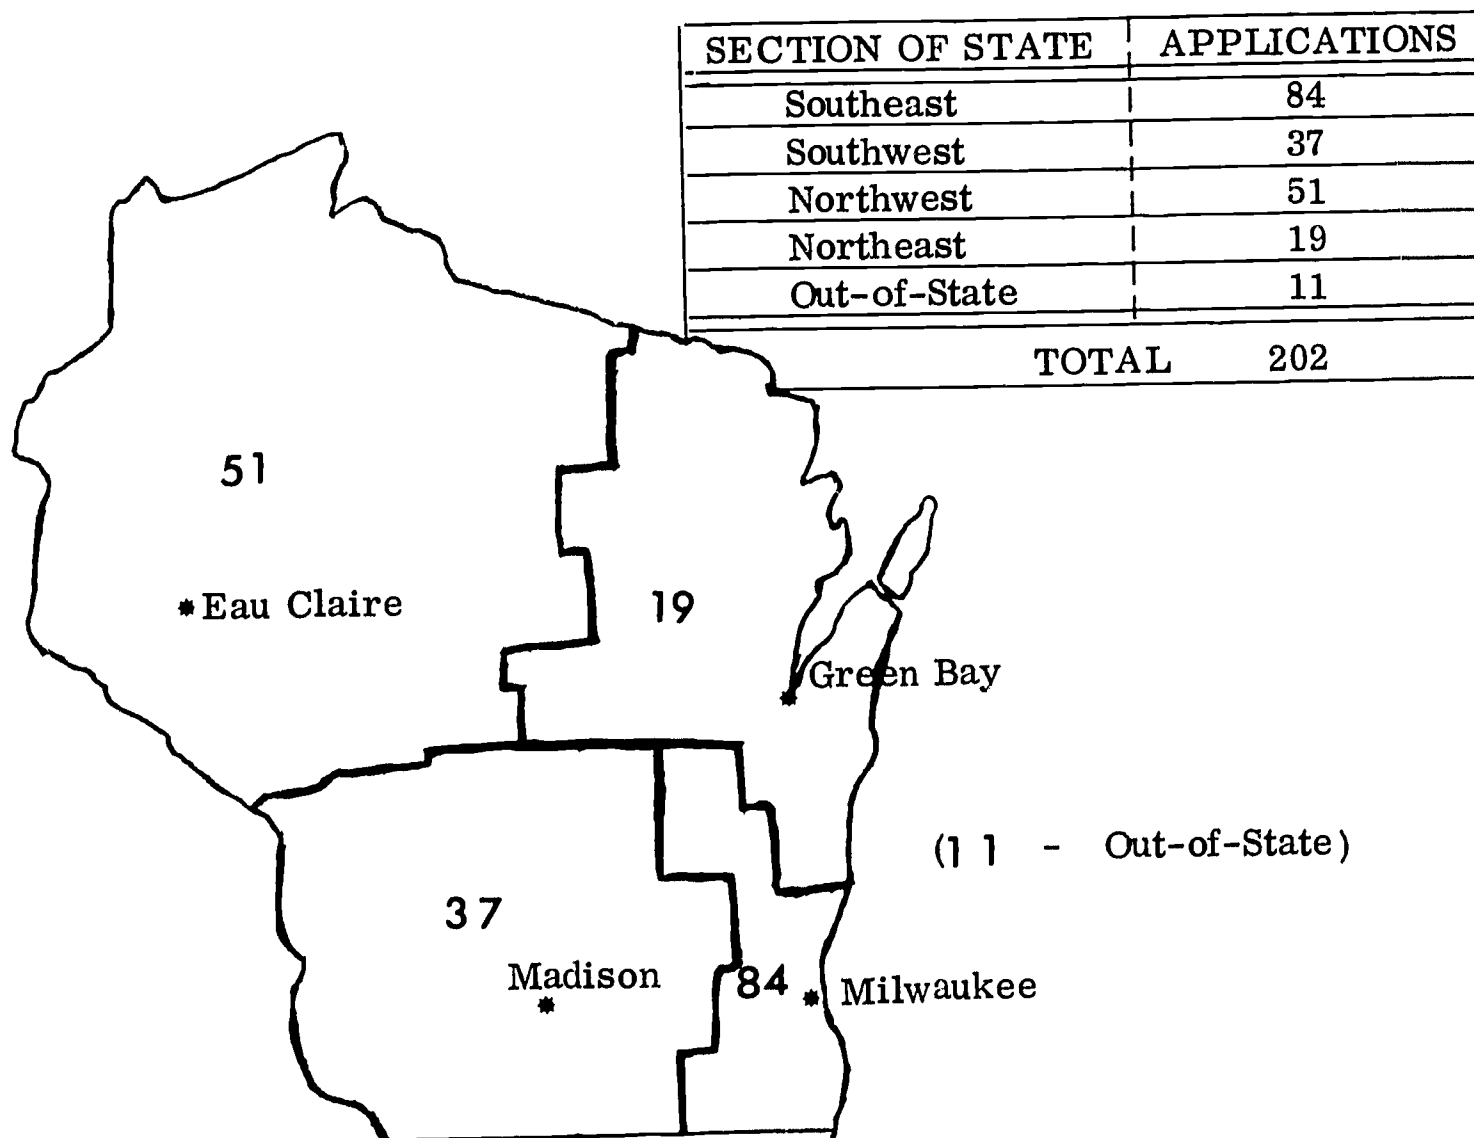 SECTION OF STATE APPLICATIONS
Southeast 84
Southwest 37
Northwest 51
Northeast 19
Out-of-State 11
TOTAL 202
51
*Eau Claire
19
Green Bay
*
(11 - Out-of-State)
37
Madison
*
84 * Milwaukee